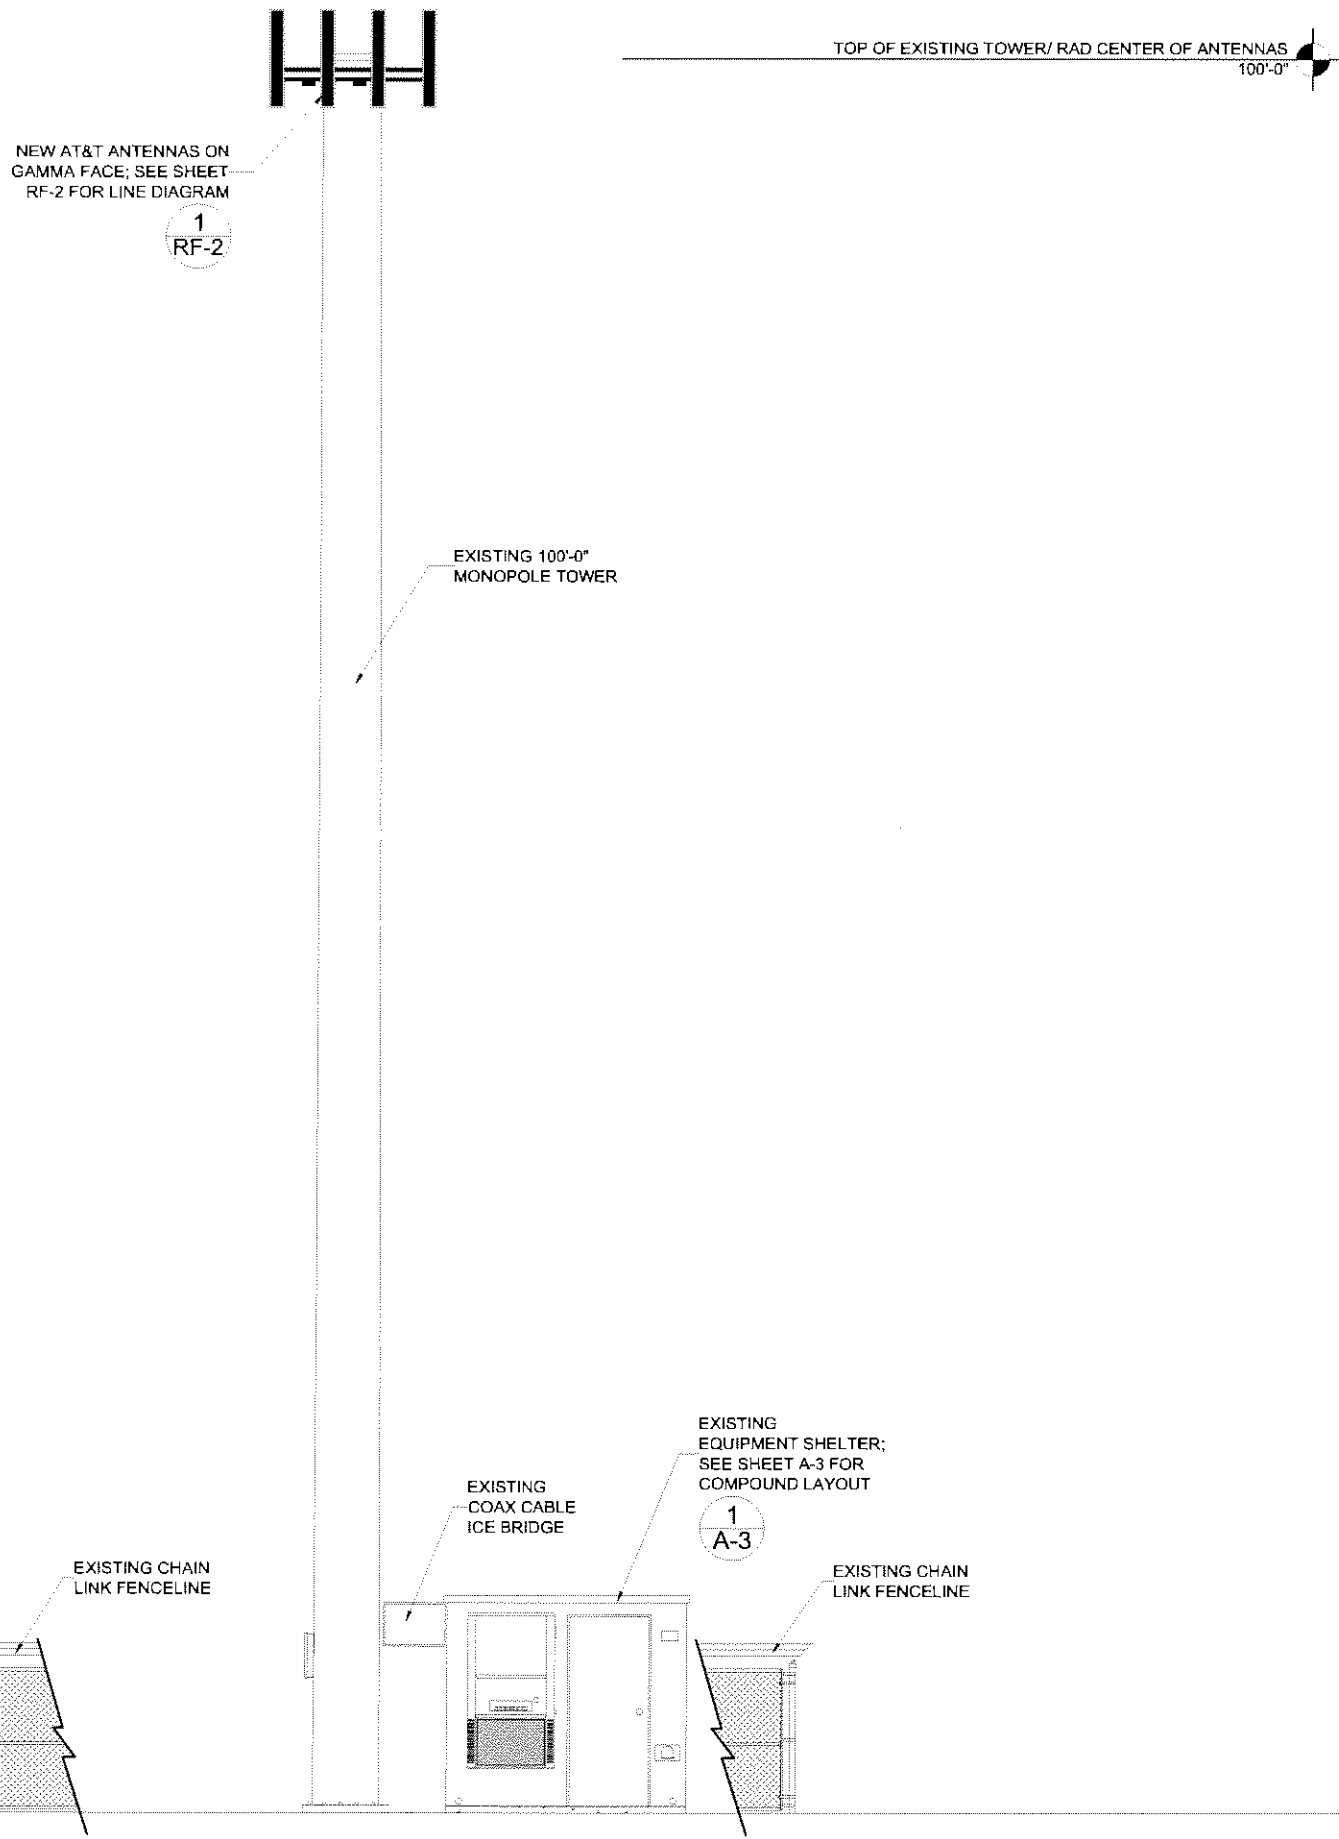 TOP OF EXISTING TOWER/ RAD CENTER OF ANTENNAS
100'-0"
NEW AT&T ANTENNAS ON
GAMMA FACE; SEE SHEET
RF-2 FOR LINE DIAGRAM
1
RF-2
EXISTING 100'-0"
MONOPOLE TOWER
EXISTING
EQUIPMENT SHELTER;
SEE SHEET A-3 FOR
COMPOUND LAYOUT
1
A-3
EXISTING
COAX CABLE
ICE BRIDGE
EXISTING CHAIN
LINK FENCELINE
EXISTING CHAIN
LINK FENCELINE